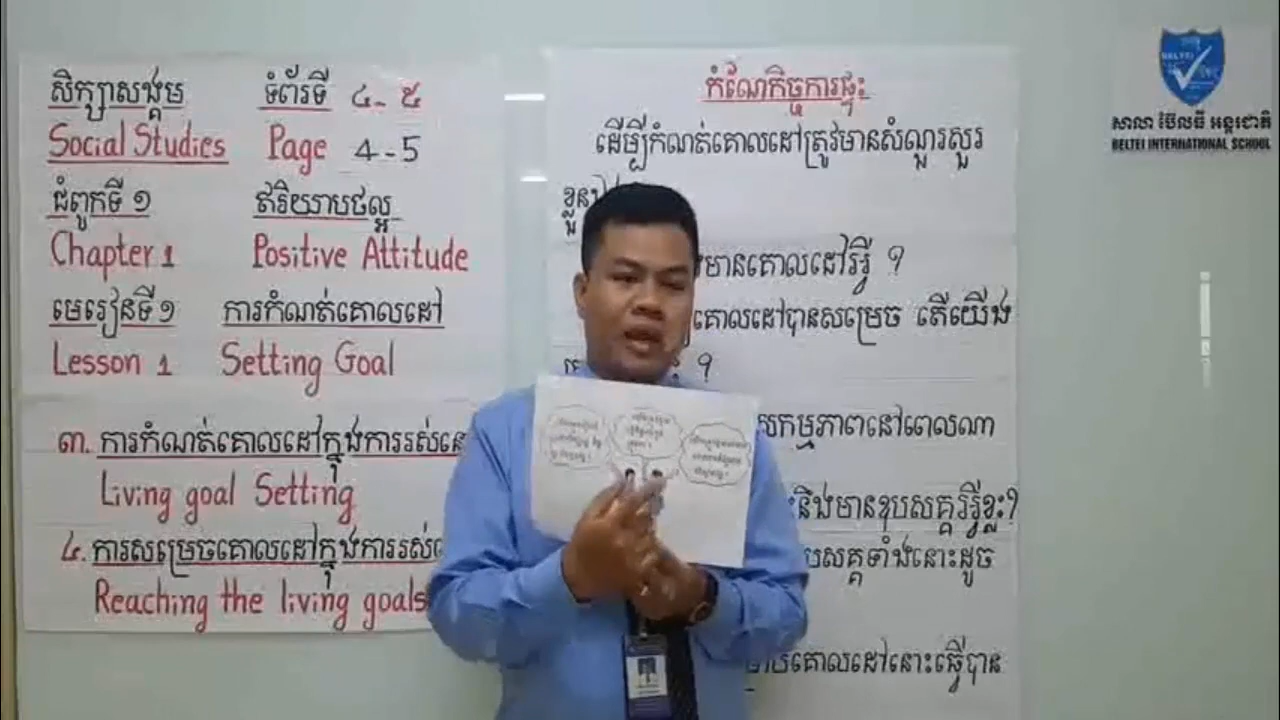 សិក្សាសង្គម ទំព័រទី ៤-៥
Social Studies Page 4-5
ជំពូកទី ១ ឥរិយាបថល្អ
Chapter 1 Positive Attitude
មេរៀនទី ១ ការកំណត់គោលដៅ
Lesson 1 Setting Goal
៣. ការកំណត់គោលដៅក្នុងការរស់នៅ
Living goal Setting
៤. ការសម្រេចគោលដៅក្នុងការរស់
Reaching the living goals
កំណែកិច្ចការផ្ទះ
ដើម្បីកំណត់គោលដៅត្រូវមានសំណួរសួរ
ខ្លួន
មានគោលដៅអ្វី ?
គោលដៅបានសម្រេច តើយើង
?
សកម្មភាពនៅពេលណា
នឹងមានឧបសគ្គអ្វីខ្លះ?
បសគ្គទាំងនោះដូច
គោលដៅនោះធ្វើបាន
BELTEI
សាលា ប៊ែលធី អន្តរជាតិ
BELTEI INTERNATIONAL SCHOOL